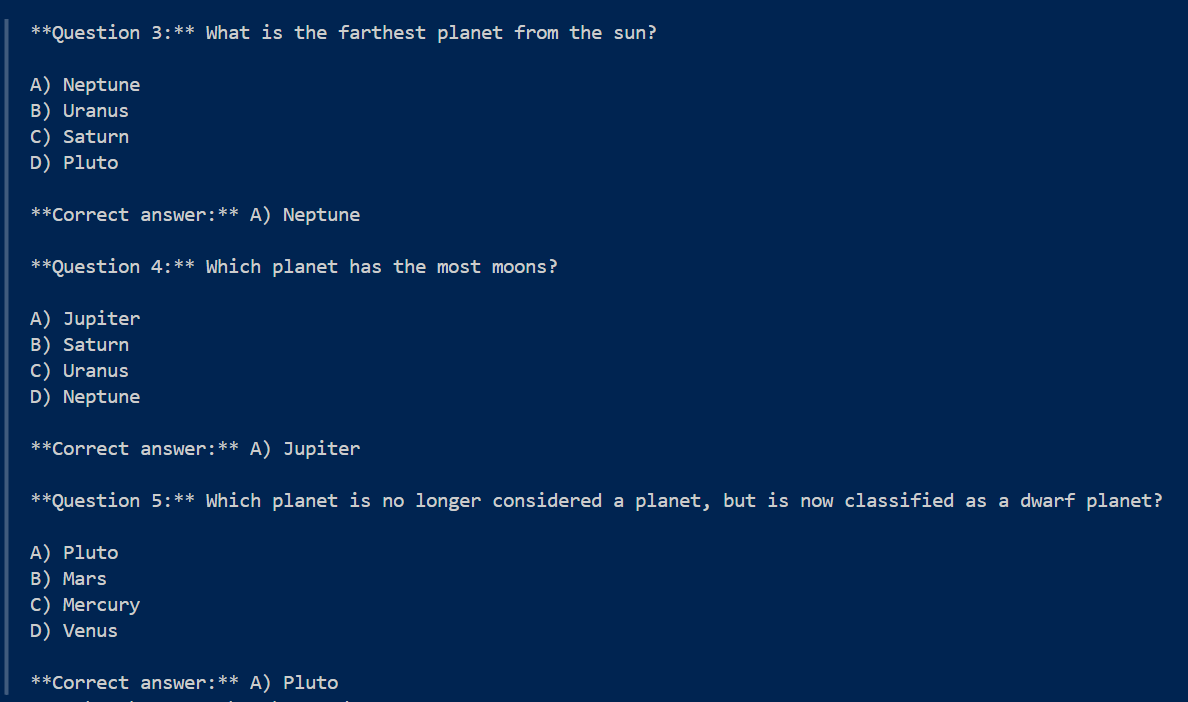 **Question 3:** What is the farthest planet from the sun?
A) Neptune
B) Uranus
C) Saturn
D) Pluto
**Correct answer:** A) Neptune
**Question 4:** Which planet has the most moons?
A) Jupiter
B) Saturn
C) Uranus
D) Neptune
**Correct answer:** A) Jupiter
**Question 5:** Which planet is no longer considered a planet, but is now classified as a dwarf planet?
A) Pluto
B) Mars
C) Mercury
D) Venus
**Correct answer:** A) Pluto